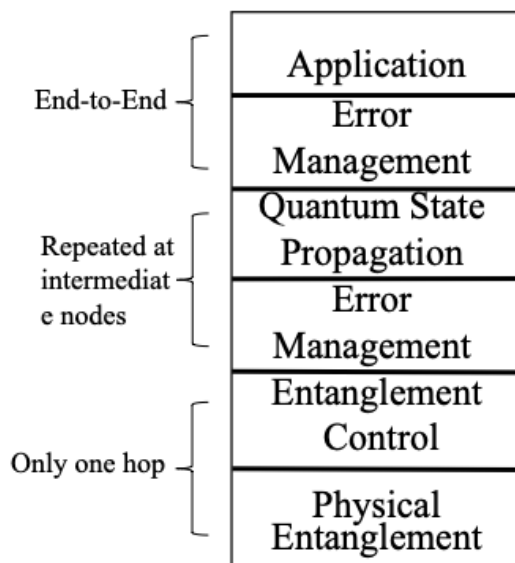 Application
End-to-End
Error
Management
Quantum State
Propagation
Repeated at
intermediat
e nodes
Error
Management
Entanglement
Control
Only one hop
Physical
Entanglement